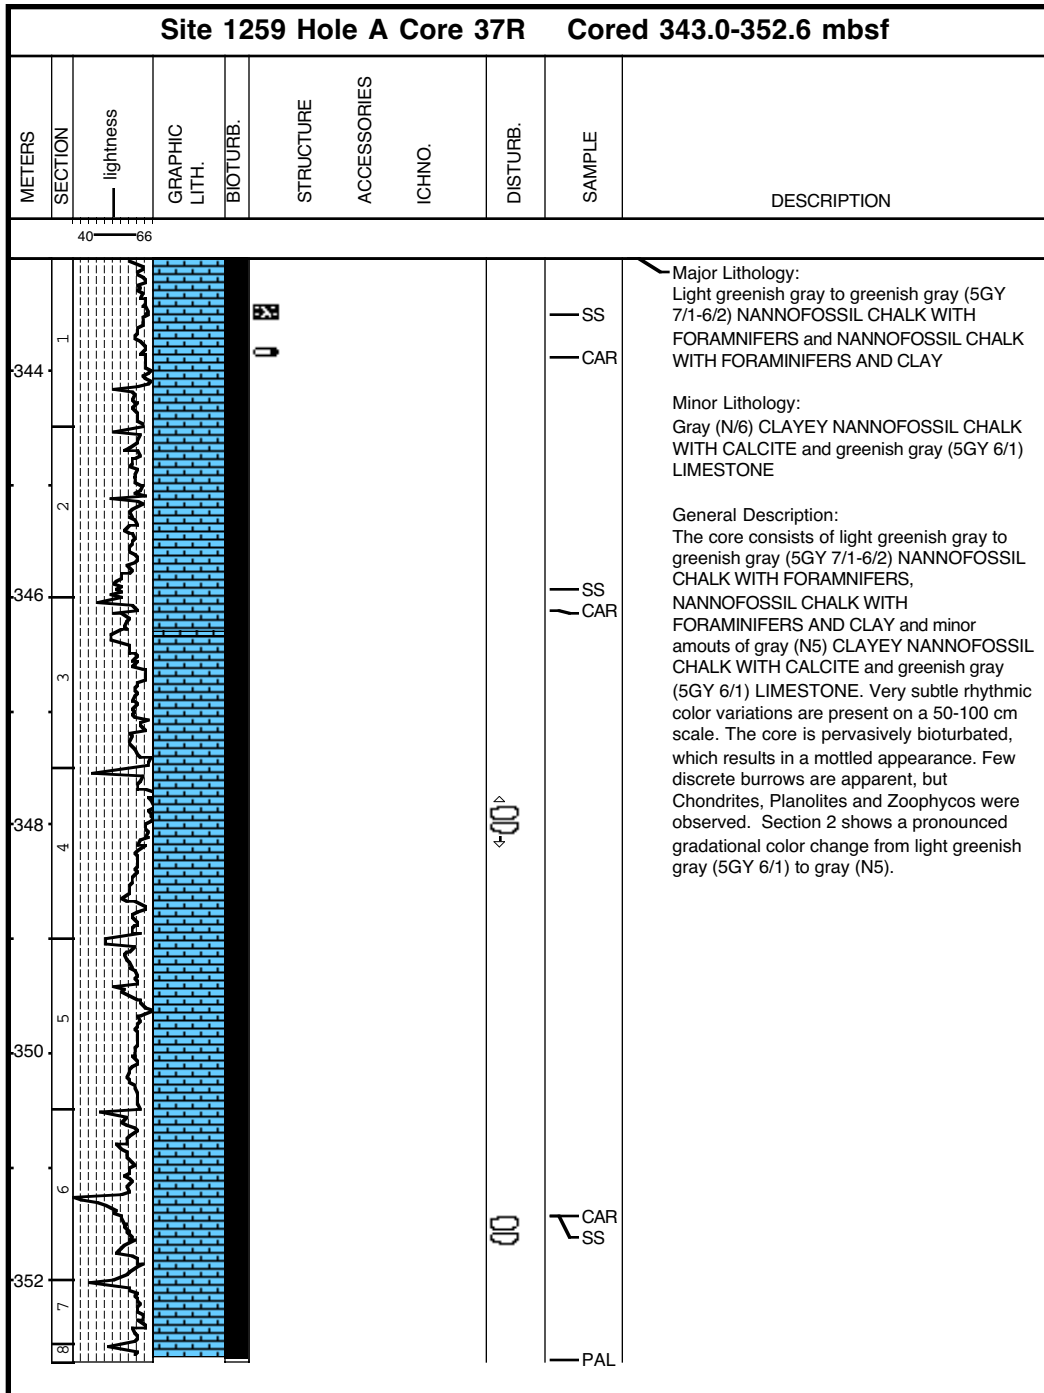 Site 1259 Hole A Core 37R Cored 343.0-352.6 mbsf
METERS
SECTION
lightness
GRAPHIC
LITH.
BIOTURB.
STRUCTURE
ACCESSORIES
ICHNO.
DISTURB.
SAMPLE
DESCRIPTION
40 66
Major Lithology:
Light greenish gray to greenish gray (5GY
7/1-6/2) NANNOFOSSIL CHALK WITH
FORAMNIFERS and NANNOFOSSIL CHALK
WITH FORAMINIFERS AND CLAY
Minor Lithology:
Gray (N/6) CLAYEY NANNOFOSSIL CHALK
WITH CALCITE and greenish gray (5GY 6/1)
LIMESTONE
General Description:
The core consists of light greenish gray to
greenish gray (5GY 7/1-6/2) NANNOFOSSIL
CHALK WITH FORAMNIFERS,
NANNOFOSSIL CHALK WITH
FORAMINIFERS AND CLAY and minor
amouts of gray (N5) CLAYEY NANNOFOSSIL
CHALK WITH CALCITE and greenish gray
(5GY 6/1) LIMESTONE. Very subtle rhythmic
color variations are present on a 50-100 cm
scale. The core is pervasively bioturbated,
which results in a mottled appearance. Few
discrete burrows are apparent, but
Chondrites, Planolites and Zoophycos were
observed. Section 2 shows a pronounced
gradational color change from light greenish
gray (5GY 6/1) to gray (N5).
344
346
348
350
352
1
2
3
4
5
6
7
8
SS
CAR
SS
CAR
CAR
SS
PAL